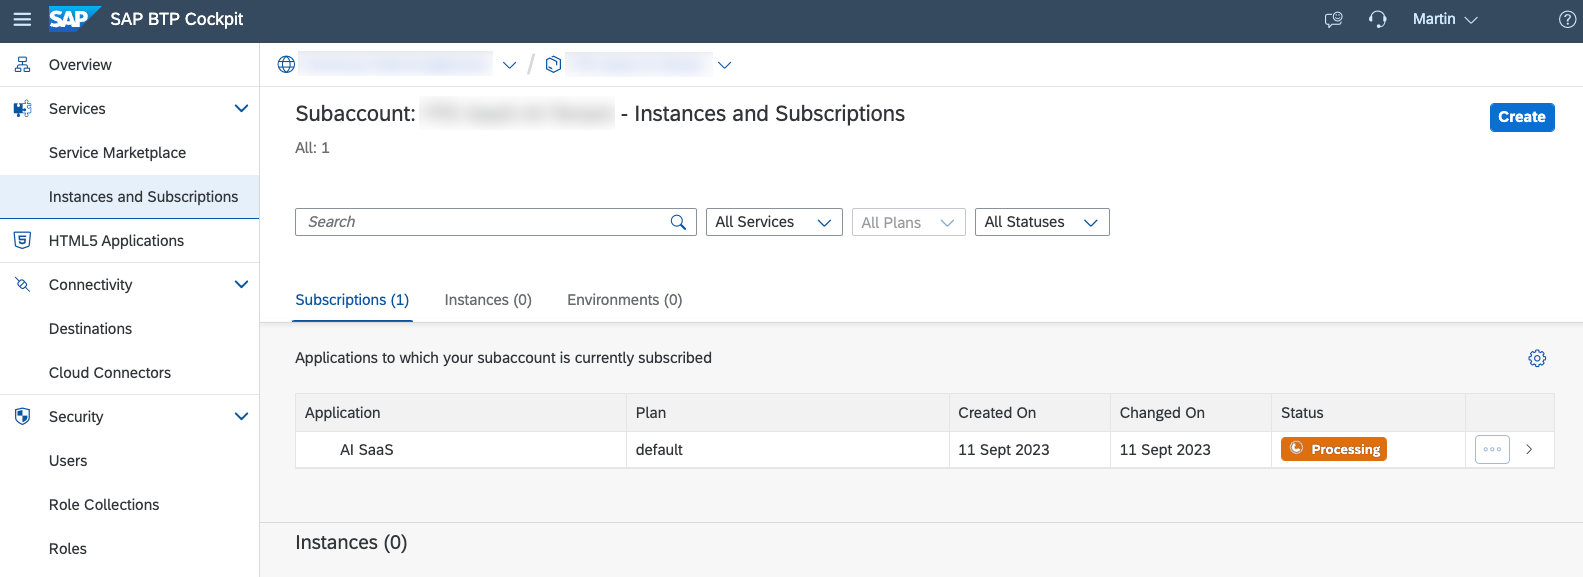 SAP SAP BTP Cockpit Martin
Overview
Services
Service Marketplace
Instances and Subscriptions
HTML5 Applications
Connectivity
Destinations
Cloud Connectors
Security
Users
Role Collections
Roles
/
Subaccount: - Instances and Subscriptions
Create
All: 1
Search All Services All Plans All Statuses
Subscriptions (1) Instances (0) Environments (0)
Applications to which your subaccount is currently subscribed
Application Plan Created On Changed On Status
AI SaaS default 11 Sept 2023 11 Sept 2023 Processing
Instances (0)